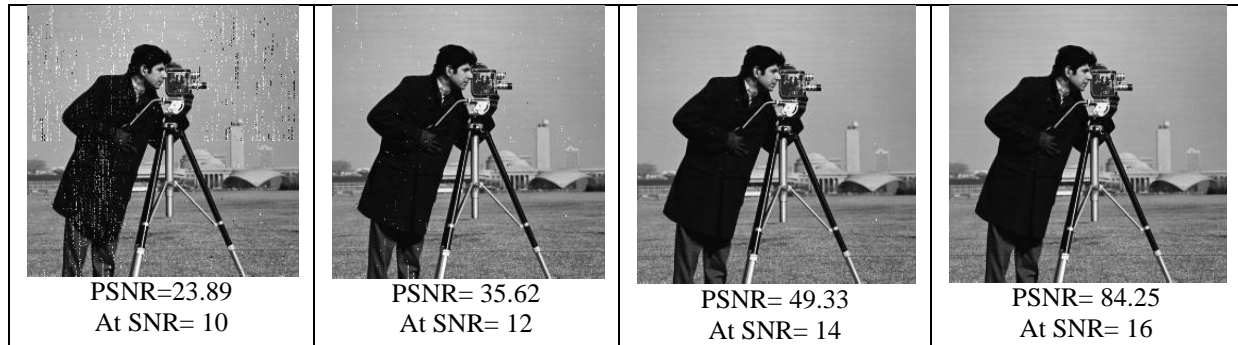 PSNR=23.89
At SNR= 10
PSNR= 35.62
At SNR= 12
PSNR= 49.33
At SNR= 14
PSNR= 84.25
At SNR= 16